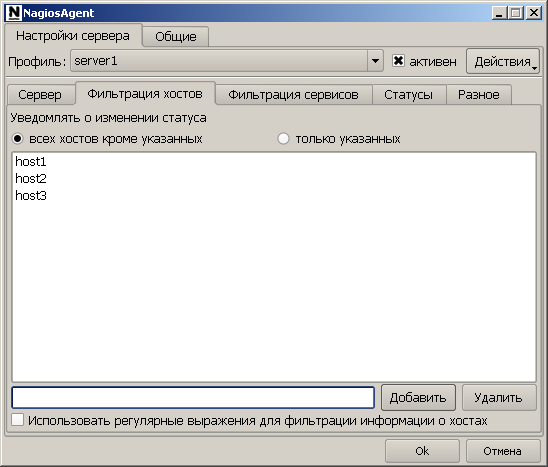 NagiosAgent
Настройки сервера Общие
Профиль: server1 активен Действия
Сервер Фильтрация хостов Фильтрация сервисов Статусы Разное
Уведомлять о изменении статуса
всех хостов кроме указанных только указанных
host1
host2
host3
Добавить Удалить
Использовать регулярные выражения для фильтрации информации о хостах
Ok Отмена